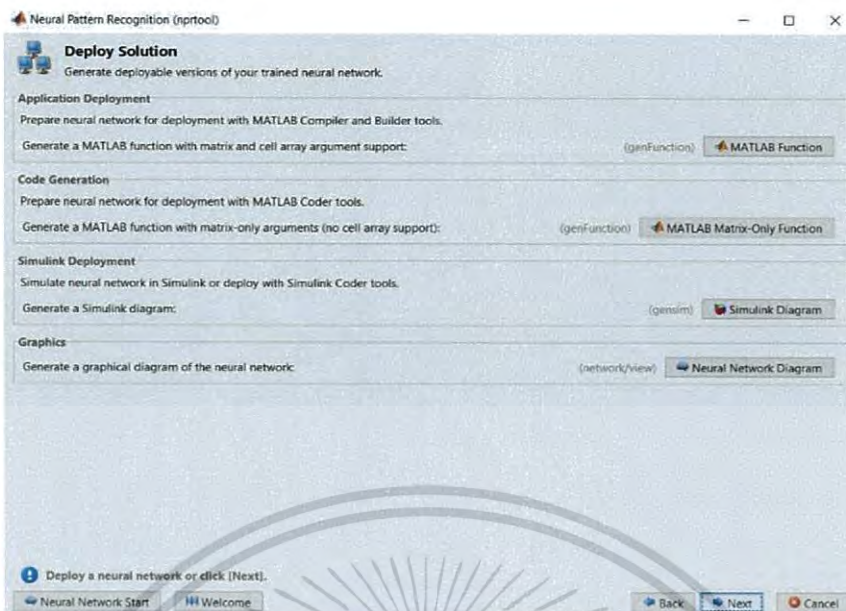 Neural Pattern Recognition (nprtool)
Deploy Solution
Generate deployable versions of your trained neural network.
Application Deployment
Prepare neural network for deployment with MATLAB Compiler and Builder tools.
Generate a MATLAB function with matrix and cell array argument support: (genFunction) MATLAB Function
Code Generation
Prepare neural network for deployment with MATLAB Coder tools.
Generate a MATLAB function with matrix-only arguments (no cell array support): (genFunction) MATLAB Matrix-Only Function
Simulink Deployment
Simulate neural network in Simulink or deploy with Simulink Coder tools.
Generate a Simulink diagram: (gensim) Simulink Diagram
Graphics
Generate a graphical diagram of the neural network: (network/view) Neural Network Diagram
Deploy a neural network or click [Next].
Neural Network Start Welcome Back Next Cancel